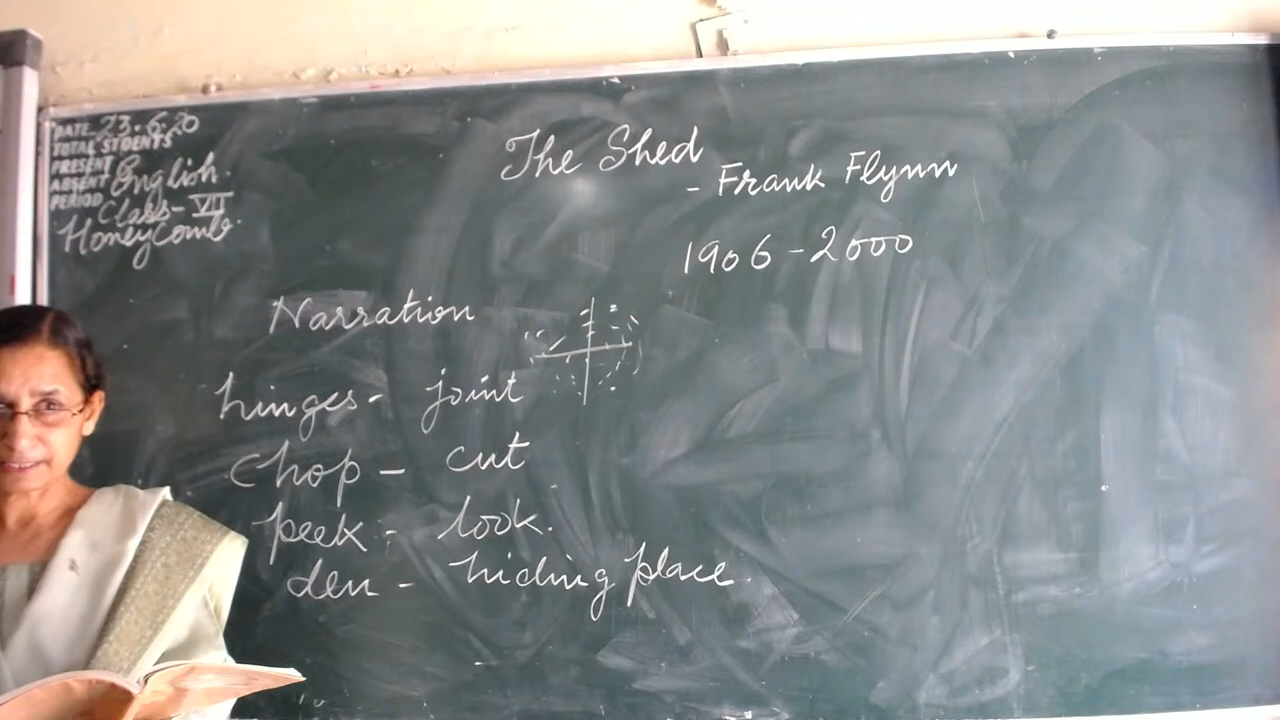 DATE 23.6.20
TOTAL STDENTS
PRESENT
English.
ABSENT
PERIOD
Class-VII
Honeycomb.
The Shed
- Frank Flynn
1906-2000
Narration
hinges - joint
chop - cut
peek - look.
den - hiding place.